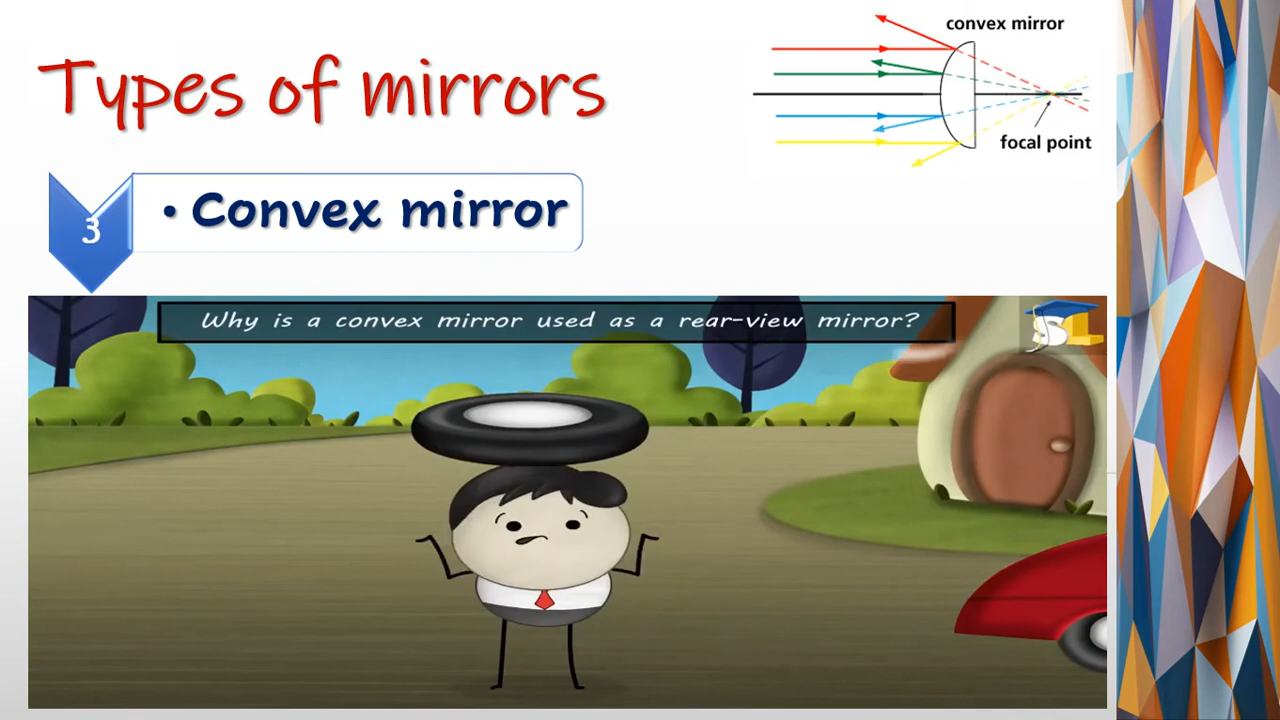 Types of mirrors
convex mirror
focal point
3
• Convex mirror
Why is a convex mirror used as a rear-view mirror?
SL